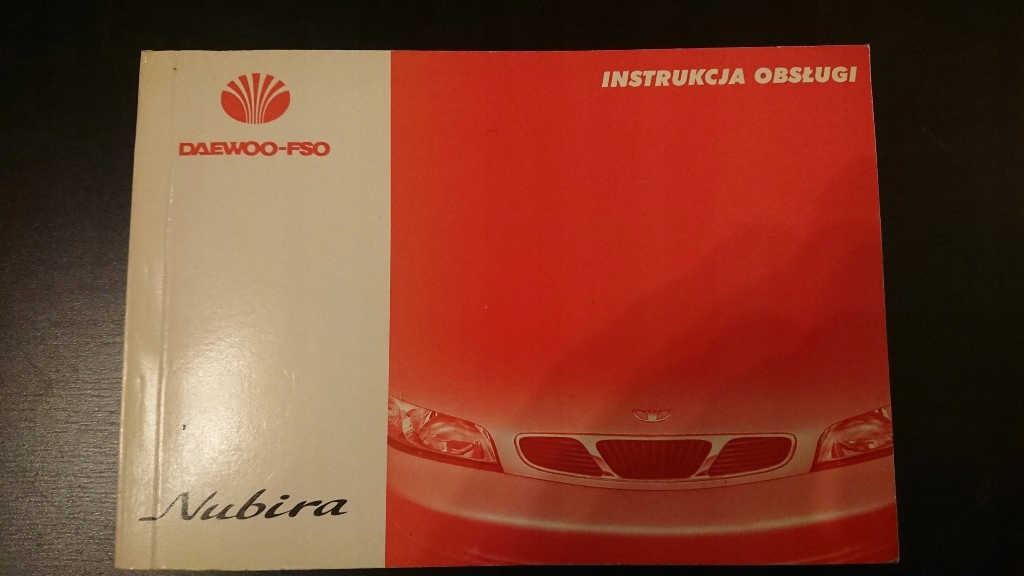 INSTRUKCJA OBSŁUGI
DAEWOO-FSO
Nubira